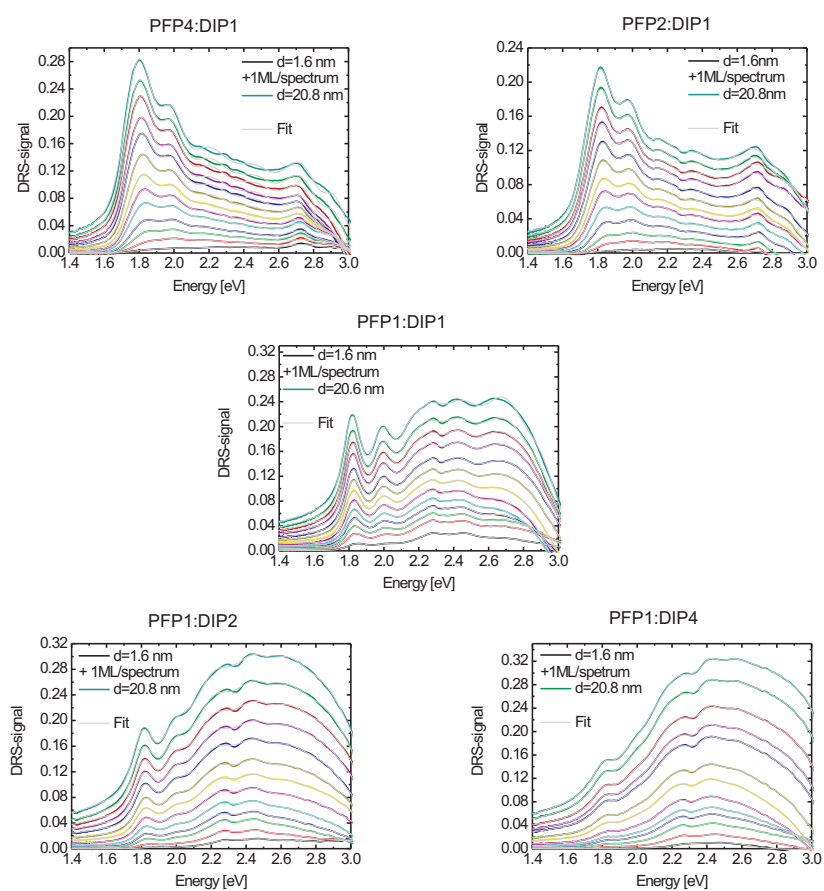 PFP4:DIP1
0.28
0.24
0.20
0.16
0.12
0.08
0.04
0.00
DRS-signal
d=1.6 nm
+1ML/spectrum
d=20.8 nm
Fit
1.4 1.6 1.8 2.0 2.2 2.4 2.6 2.8 3.0
Energy [eV]
PFP2:DIP1
0.24
0.20
0.16
0.12
0.08
0.04
0.00
DRS-signal
d=1.6nm
+1ML/spectrum
d=20.8nm
Fit
1.4 1.6 1.8 2.0 2.2 2.4 2.6 2.8 3.0
Energy [eV]
PFP1:DIP1
0.32
0.28
0.24
0.20
0.16
0.12
0.08
0.04
0.00
DRS-signal
d=1.6 nm
+1ML/spectrum
d=20.6 nm
Fit
1.4 1.6 1.8 2.0 2.2 2.4 2.6 2.8 3.0
Energy [eV]
PFP1:DIP2
0.32
0.28
0.24
0.20
0.16
0.12
0.08
0.04
0.00
DRS-signal
d=1.6 nm
+ 1ML/spectrum
d=20.8 nm
Fit
1.4 1.6 1.8 2.0 2.2 2.4 2.6 2.8 3.0
Energy [eV]
PFP1:DIP4
0.32
0.28
0.24
0.20
0.16
0.12
0.08
0.04
0.00
DRS-signal
d=1.6 nm
+1ML/spetrum
d=20.8 nm
Fit
1.4 1.6 1.8 2.0 2.2 2.4 2.6 2.8 3.0
Energy [eV]